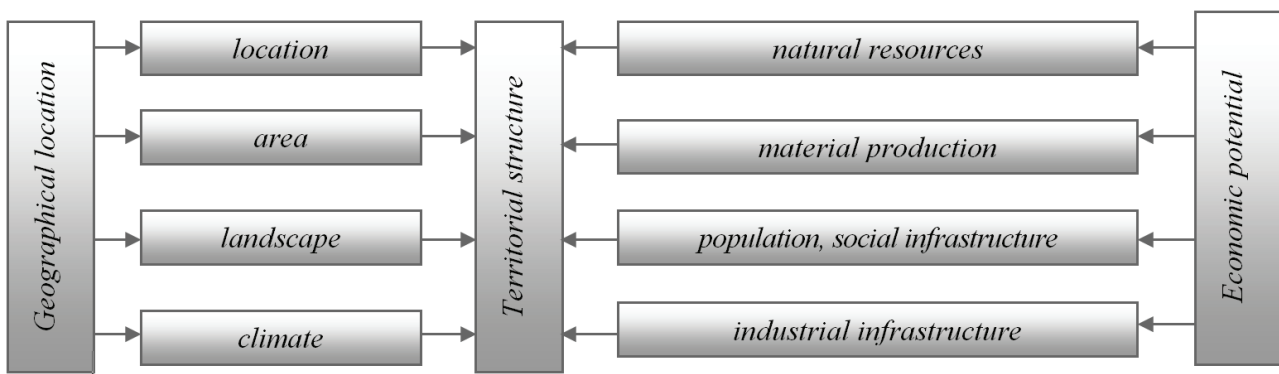 Geographical location
location
area
landscape
climate
Territorial structure
natural resources
material production
population, social infrastructure
industrial infrastructure
Economic potential